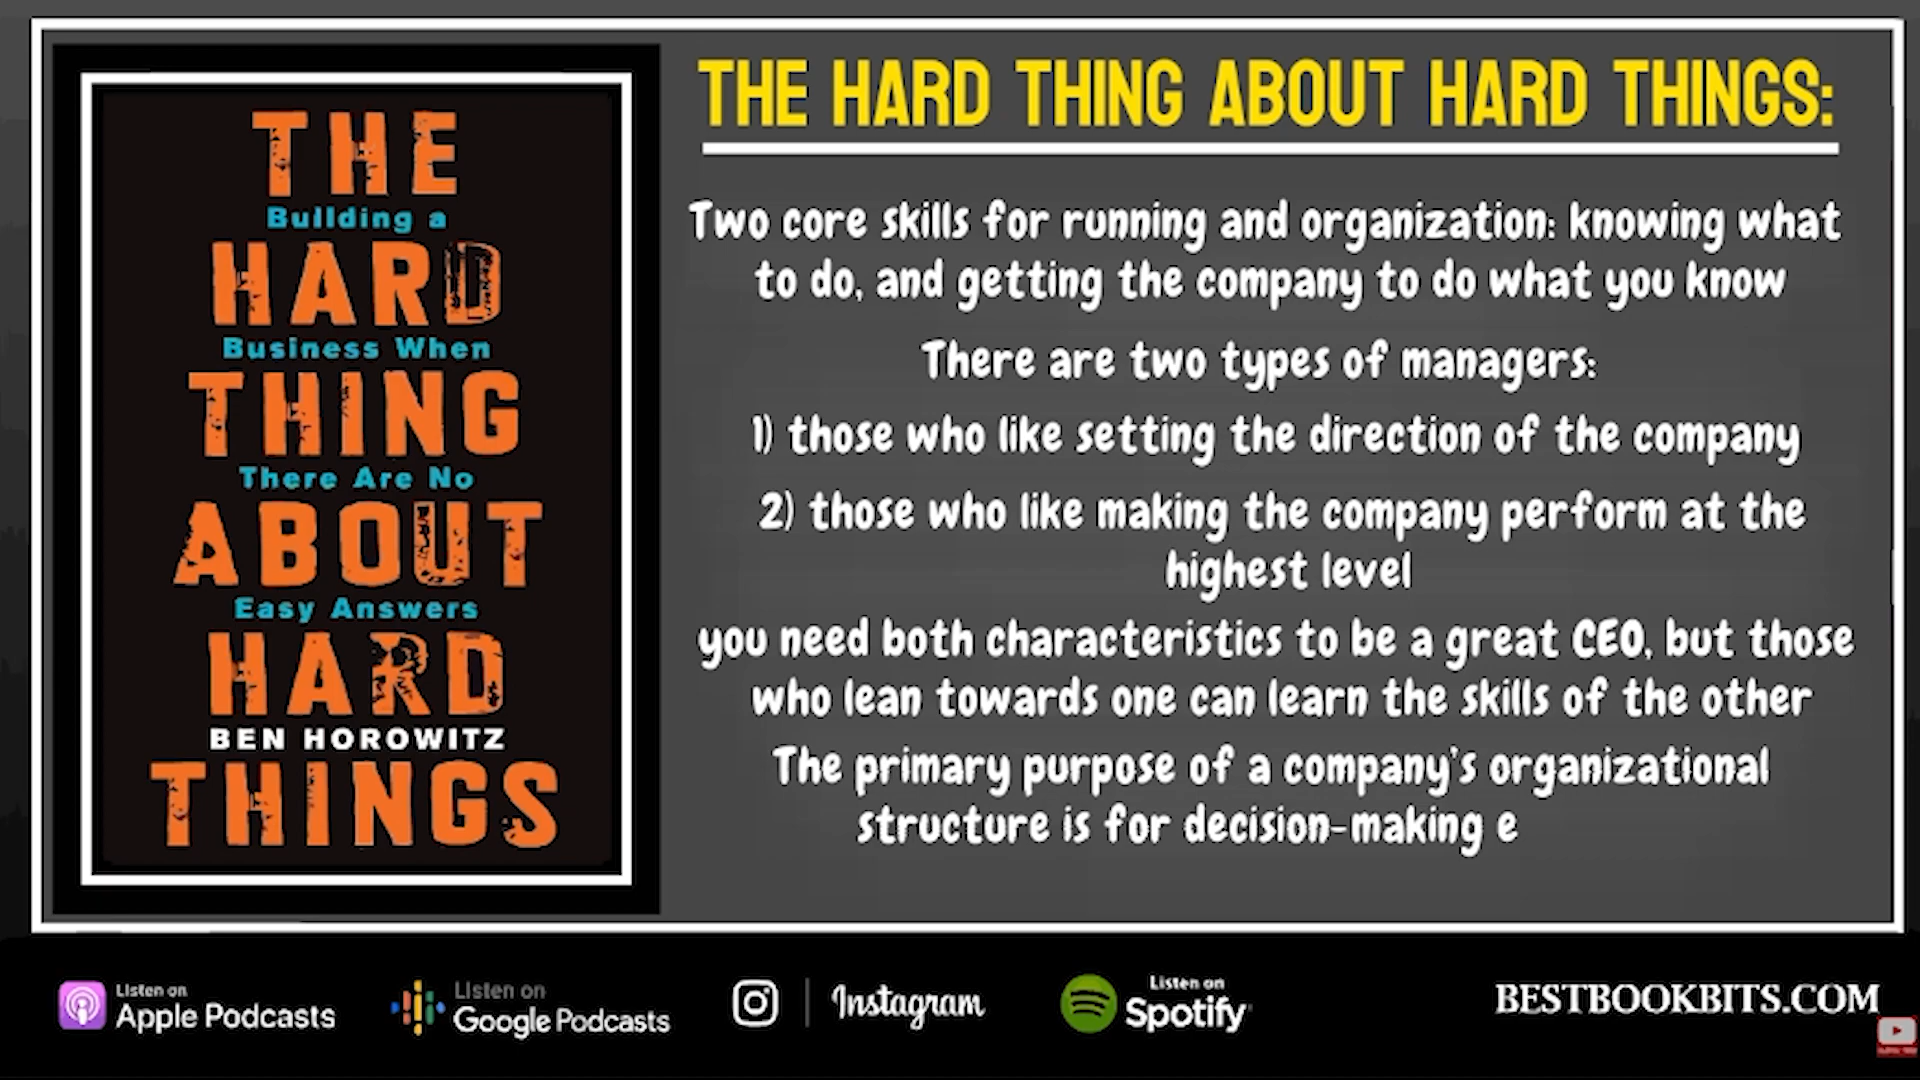 THE
Building a
HARD
Business When
THING
There Are No
ABOUT
Easy Answers
HARD
BEN HOROWITZ
THINGS
THE HARD THING ABOUT HARD THINGS:
Two core skills for running and organization: knowing what
to do, and getting the company to do what you know
There are two types of managers:
1) those who like setting the direction of the company
2) those who like making the company perform at the
highest level
you need both characteristics to be a great CEO, but those
who lean towards one can learn the skills of the other
The primary purpose of a company's organizational
structure is for decision-making e
Listen on
Apple Podcasts
Listen on
Google Podcasts
Instagram
Listen on
Spotify
BESTBOOKBITS.COM